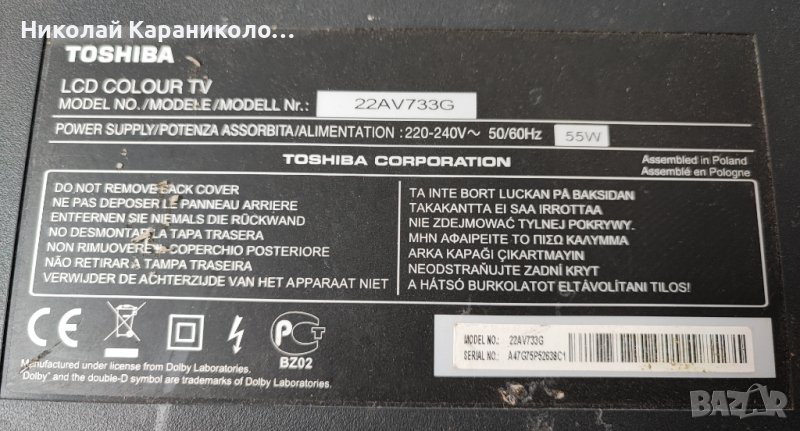 Николай Караниколо…
TOSHIBA
LCD COLOUR TV
MODEL NO./MODELE/MODELL Nr.: 22AV733G
POWER SUPPLY/POTENZA ASSORBITA/ALIMENTATION : 220-240V~ 50/60Hz 55W
TOSHIBA CORPORATION
Assembled in Poland
Assemblé en Pologne
DO NOT REMOVE BACK COVER
NE PAS DEPOSER LE PANNEAU ARRIERE
ENTFERNEN SIE NIEMALS DIE RÜCKWAND
NO DESMONTAR LA TAPA TRASERA
NON RIMUOVERE IL COPERCHIO POSTERIORE
NÃO RETIRAR A TAMPA TRASEIRA
VERWIJDER DE ACHTERZIJDE VAN HET APPARAAT NIET
TA INTE BORT LUCKAN PÅ BAKSIDAN
TAKAKANTTA EI SAA IRROTTAA
NIE ZDEJMOWAĆ TYLNEJ POKRYWY.
ΜΗΝ ΑΦΑΙΡΕΙΤΕ ΤΟ ΠΙΣΩ ΚΑΛΥΜΜΑ
ARKA KAPAĞI ÇIKARTMAYIN
NEODSTRAŇUJTE ZADNÍ KRYT
A HÁTSÓ BURKOLATOT ELTÁVOLÍTANI TILOS!
CE
BZ02
Manufactured under license from Dolby Laboratories.
"Dolby" and the double-D symbol are trademarks of Dolby Laboratories.
MODEL NO.: 22AV733G
SERIAL NO.: A47G75P52638C1
BAZAR